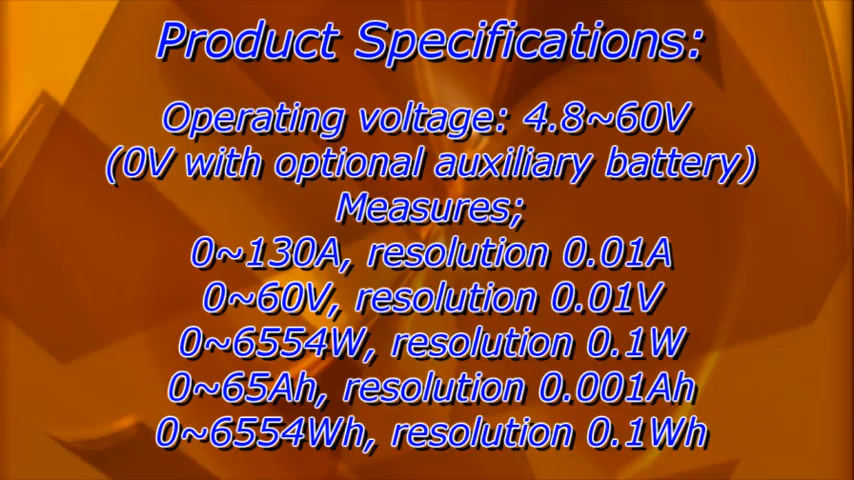 Product Specifications:
Operating voltage: 4.8~60V
(0V with optional auxiliary battery)
Measures;
0~130A, resolution 0.01A
0~60V, resolution 0.01V
0~6554W, resolution 0.1W
0~65Ah, resolution 0.001Ah
0~6554Wh, resolution 0.1Wh